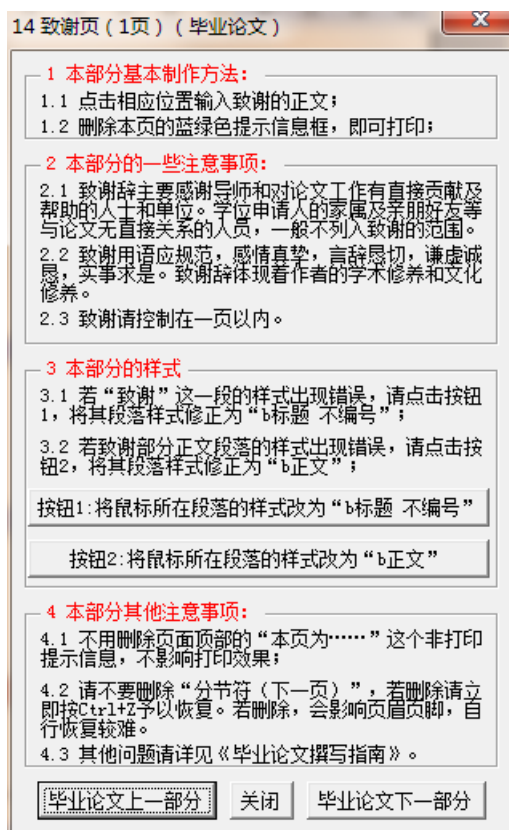 14 致谢页(1页)(毕业论文)
1 本部分基本制作方法:
1.1 点击相应位置输入致谢的正文;
1.2 删除本页的蓝绿色提示信息框,即可打印;
2 本部分的一些注意事项:
2.1 致谢辞主要感谢导师和对论文工作有直接贡献及
帮助的人士和单位。学位申请人的家属及亲朋好友等
与论文无直接关系的人员,一般不列入致谢的范围。
2.2 致谢用语应规范,感情真挚,言辞恳切,谦虚诚
恳,实事求是。致谢辞体现着作者的学术修养和文化
修养。
2.3 致谢请控制在一页以内。
3 本部分的样式
3.1 若“致谢”这一段的样式出现错误,请点击按钮
1,将其段落样式修正为“b标题 不编号”;
3.2 若致谢部分正文段落的样式出现错误,请点击按
钮2,将其段落样式修正为“b正文”;
按钮1:将鼠标所在段落的样式改为“b标题 不编号”
按钮2:将鼠标所在段落的样式改为“b正文”
4 本部分其他注意事项:
4.1 不用删除页面顶部的“本页为……”这个非打印
提示信息,不影响打印效果;
4.2 请不要删除“分节符(下一页)”,若删除请立
即按Ctrl+Z予以恢复。若删除,会影响页眉页脚,自
行恢复较难。
4.3 其他问题请详见《毕业论文撰写指南》。
毕业论文上一部分 关闭 毕业论文下一部分